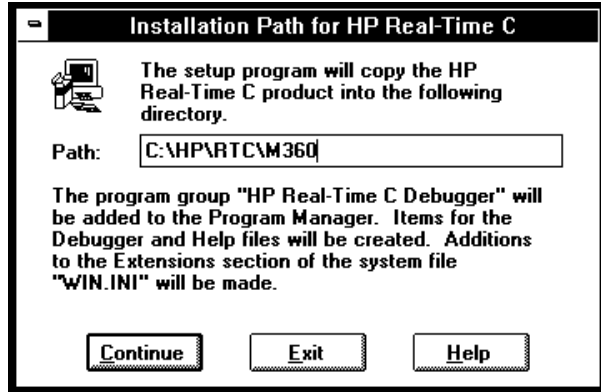 Installation Path for HP Real-Time C
The setup program will copy the HP
Real-Time C product into the following
directory.
Path: C:\HP\RTC\M360
The program group "HP Real-Time C Debugger" will
be added to the Program Manager. Items for the
Debugger and Help files will be created. Additions
to the Extensions section of the system file
"WIN.INI" will be made.
Continue Exit Help